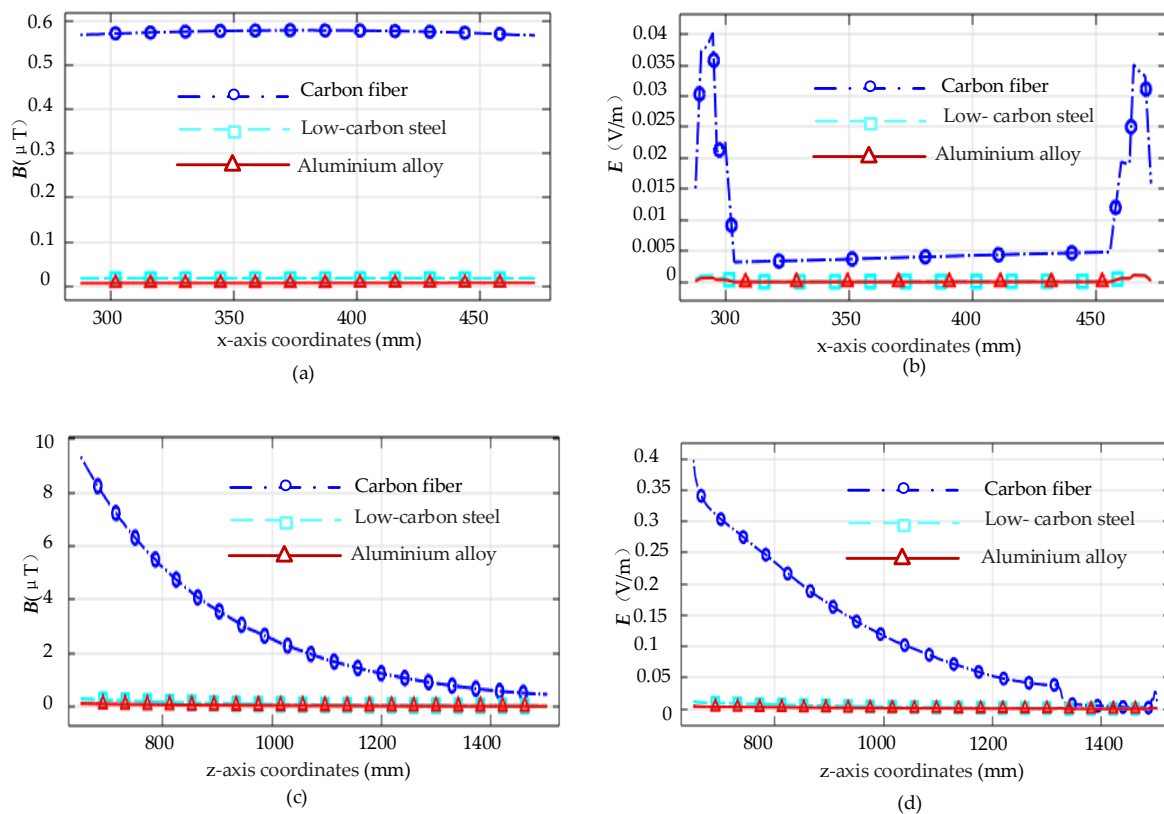 0.6
0.5
0.4
0.3
0.2
0.1
0
B(μT)
Carbon fiber
Low-carbon steel
Aluminium alloy
300
350
400
450
x-axis coordinates (mm)
(a)
0.04
0.035
0.03
0.025
0.02
0.015
0.01
0.005
0
E（V/m）
Carbon fiber
Low- carbon steel
Aluminium alloy
300
350
400
450
x-axis coordinates (mm)
(b)
10
8
6
4
2
0
B(μT)
Carbon fiber
Low-carbon steel
Aluminium alloy
800
1000
1200
1400
z-axis coordinates (mm)
(c)
0.4
0.35
0.3
0.25
0.2
0.15
0.1
0.05
0
E（V/m）
Carbon fiber
Low- carbon steel
Aluminium alloy
800
1000
1200
1400
z-axis coordinates (mm)
(d)